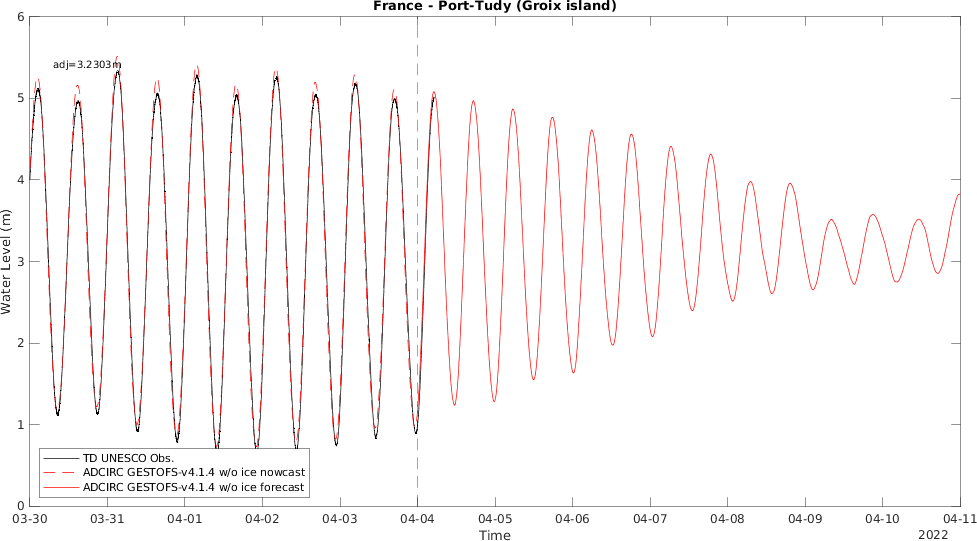 France - Port-Tudy (Groix island)
6
5
4
3
2
1
0
Water Level (m)
adj=3.2303m
TD UNESCO Obs.
ADCIRC GESTOFS-v4.1.4 w/o ice nowcast
ADCIRC GESTOFS-v4.1.4 w/o ice forecast
03-30 03-31 04-01 04-02 04-03 04-04 04-05 04-06 04-07 04-08 04-09 04-10 04-11
Time
2022